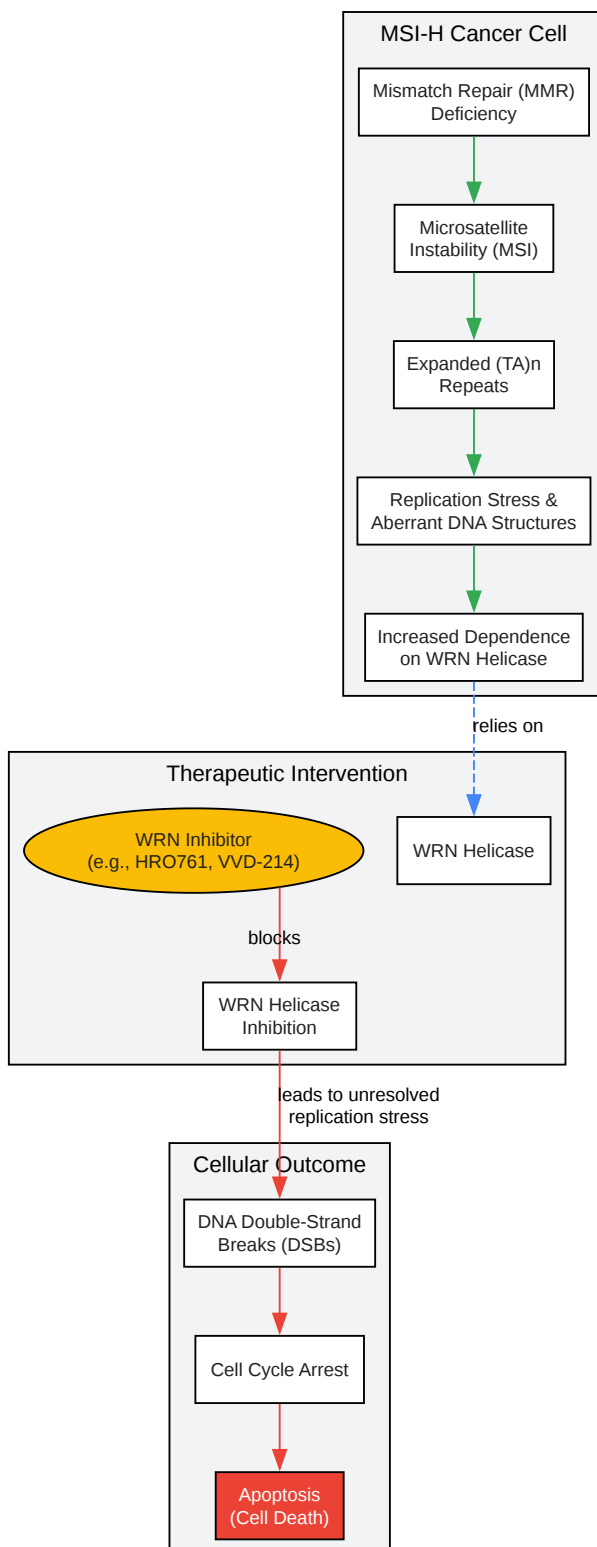 MSI-H Cancer Cell
Mismatch Repair (MMR)
Deficiency
Microsatellite
Instability (MSI)
Expanded (TA)n
Repeats
Replication Stress &
Aberrant DNA Structures
Increased Dependence
on WRN Helicase
relies on
Therapeutic Intervention
WRN Inhibitor
(e.g., HRO761, VVD-214)
WRN Helicase
blocks
WRN Helicase
Inhibition
leads to unresolved
replication stress
Cellular Outcome
DNA Double-Strand
Breaks (DSBs)
Cell Cycle Arrest
Apoptosis
(Cell Death)